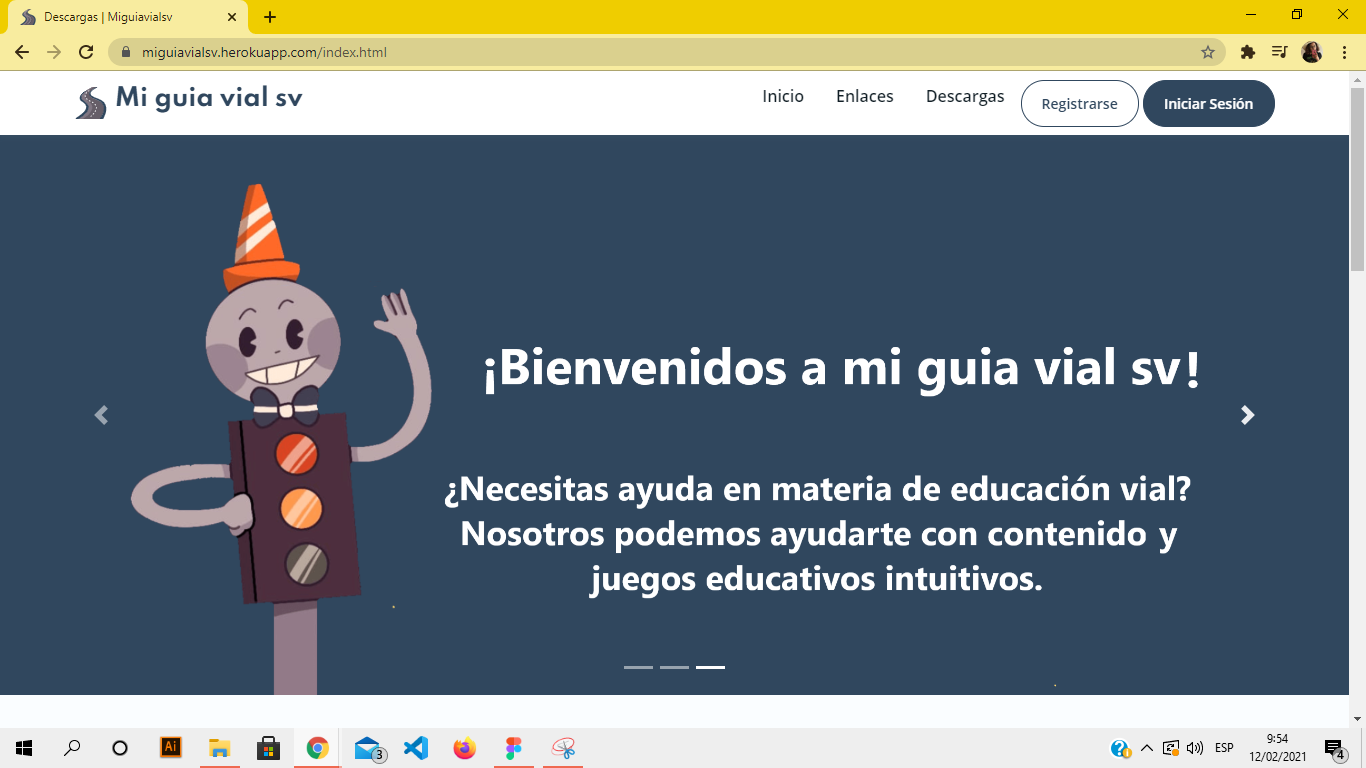 Descargas | Miguiavialsv
miguiavialsv.herokuapp.com/index.html
Mi guia vial sv
Inicio
Enlaces
Descargas
Registrarse
Iniciar Sesión
¡Bienvenidos a mi guia vial sv!
¿Necesitas ayuda en materia de educación vial?
Nosotros podemos ayudarte con contenido y
juegos educativos intuitivos.
Ai
3
ESP
9:54
12/02/2021
4